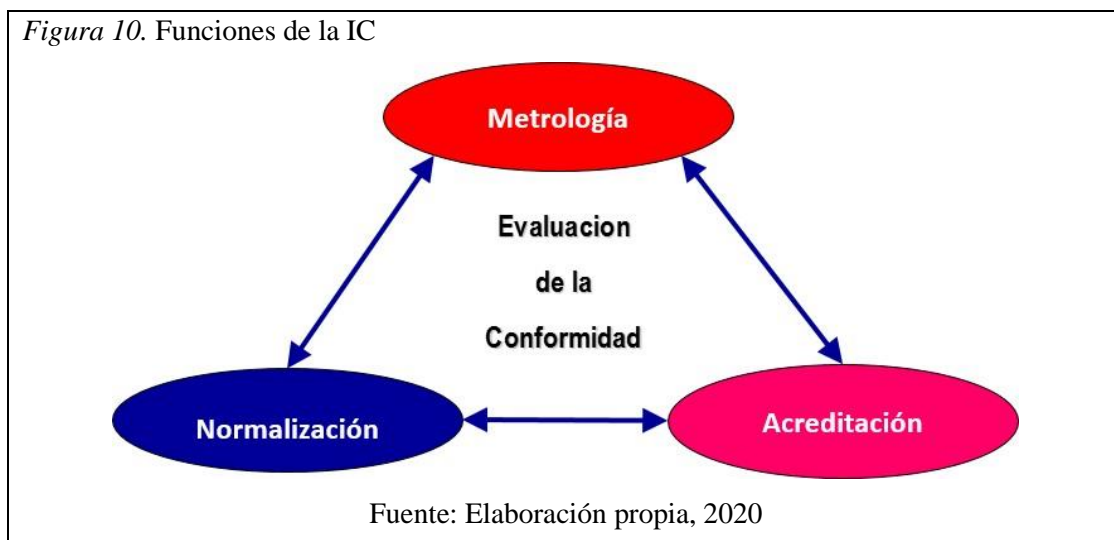 Figura 10. Funciones de la IC
Metrología
Evaluacion
de la
Conformidad
Normalización
Acreditación
Fuente: Elaboración propia, 2020